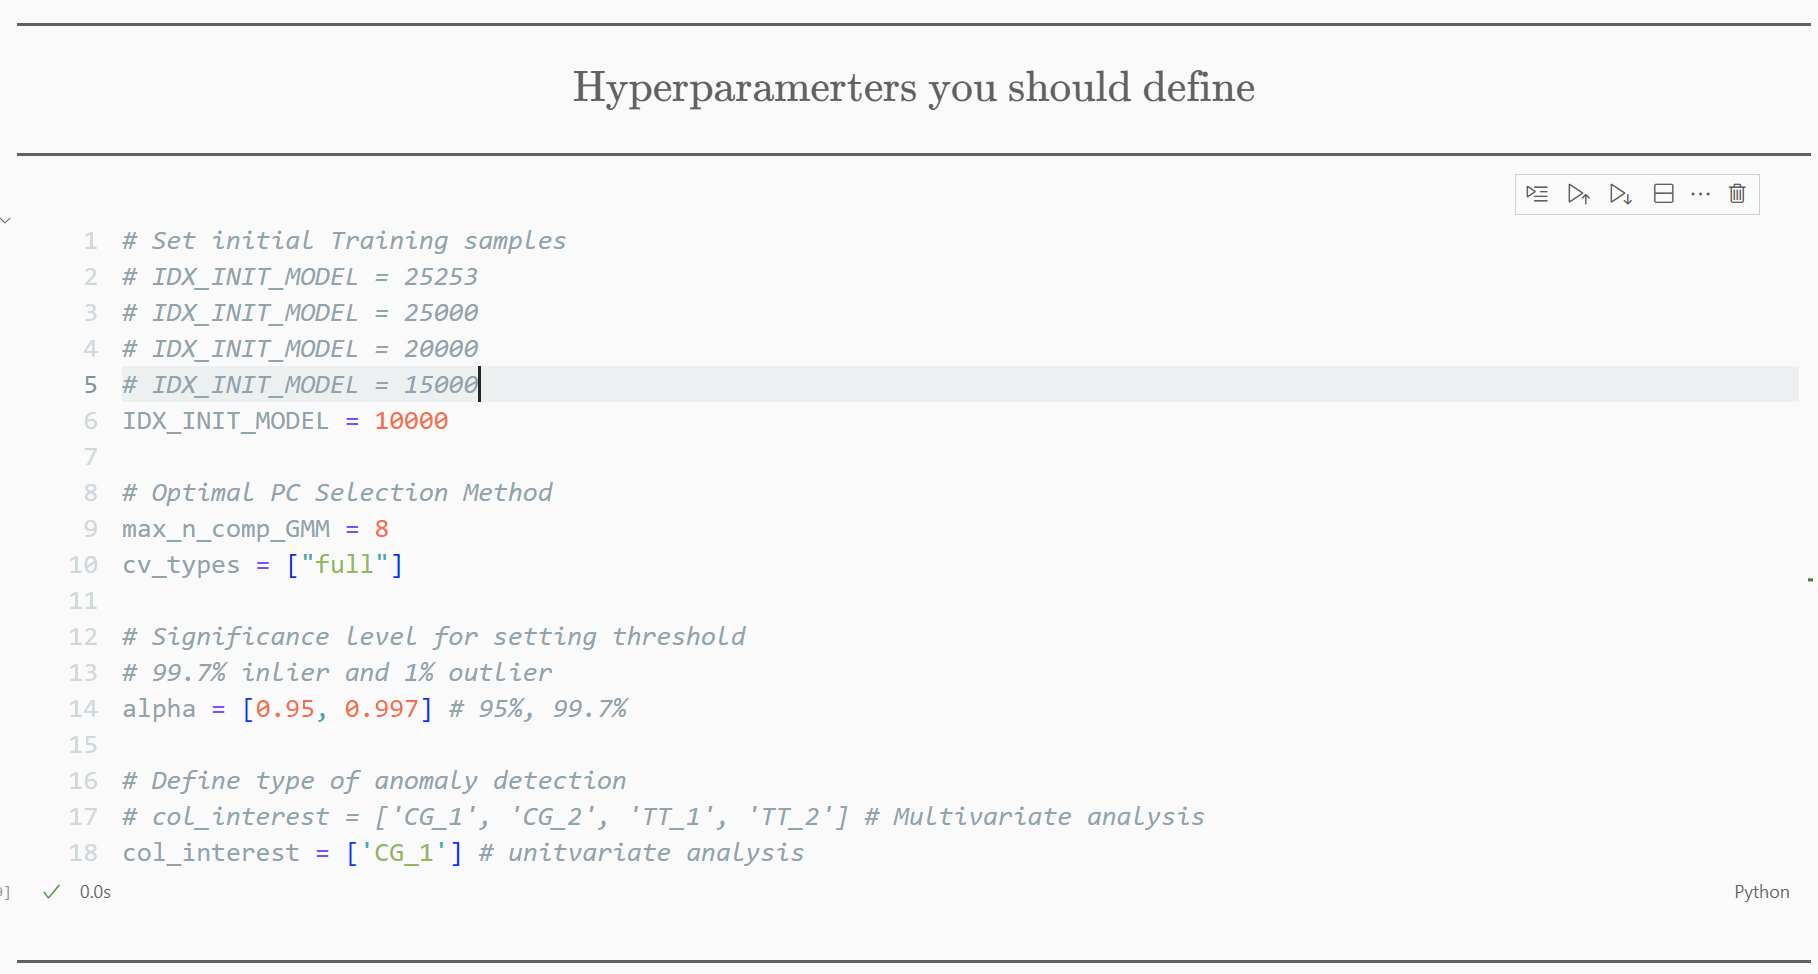 Hyperparamerters you should define
1 # Set initial Training samples
2 # IDX_INIT_MODEL = 25253
3 # IDX_INIT_MODEL = 25000
4 # IDX_INIT_MODEL = 20000
5 # IDX_INIT_MODEL = 15000
6 IDX_INIT_MODEL = 10000
7
8 # Optimal PC Selection Method
9 max_n_comp_GMM = 8
10 cv_types = ["full"]
11
12 # Significance level for setting threshold
13 # 99.7% inlier and 1% outlier
14 alpha = [0.95, 0.997] # 95%, 99.7%
15
16 # Define type of anomaly detection
17 # col_interest = ['CG_1', 'CG_2', 'TT_1', 'TT_2'] # Multivariate analysis
18 col_interest = ['CG_1'] # unitvariate analysis
0.0s Python